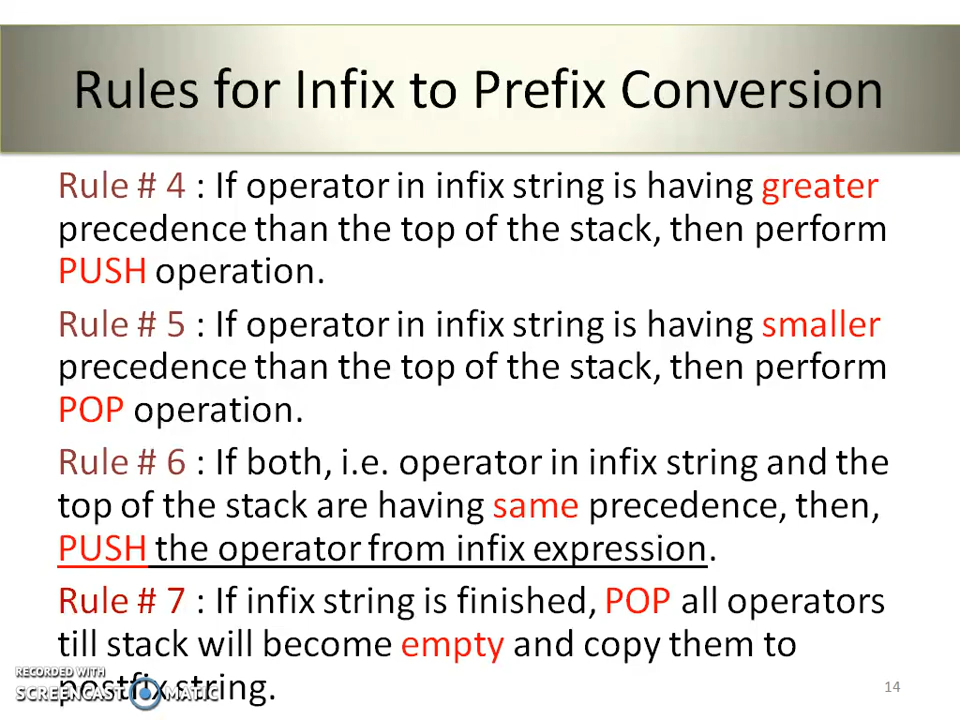 Rules for Infix to Prefix Conversion
Rule # 4 : If operator in infix string is having greater
precedence than the top of the stack, then perform
PUSH operation.
Rule # 5 : If operator in infix string is having smaller
precedence than the top of the stack, then perform
POP operation.
Rule # 6 : If both, i.e. operator in infix string and the
top of the stack are having same precedence, then,
PUSH the operator from infix expression.
Rule # 7 : If infix string is finished, POP all operators
till stack will become empty and copy them to
postfix string.
RECORDED WITH
SCREENCAST MATIC
14